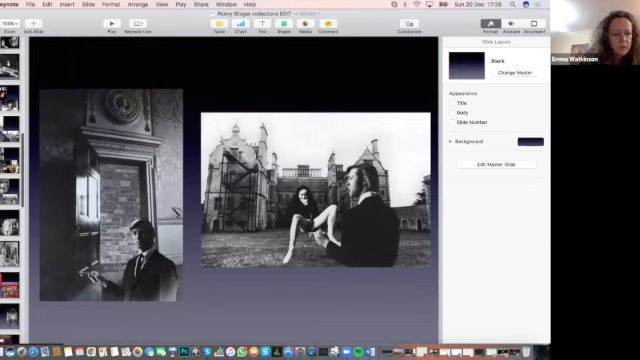 eynote File Edit Insert Slide Format Arrange View Play Share Window Help
Sun 20 Dec 17:28
Penny Slinger collections EDIT
100%
Zoom Add Slide Play Keynote Live Table Chart Text Shape Media Comment Collaborate Format Animate Document
Slide Layout
Blank
Change Master
Appearance
Title
Body
Slide Number
Background
Edit Master Slide
Emma Watkinson